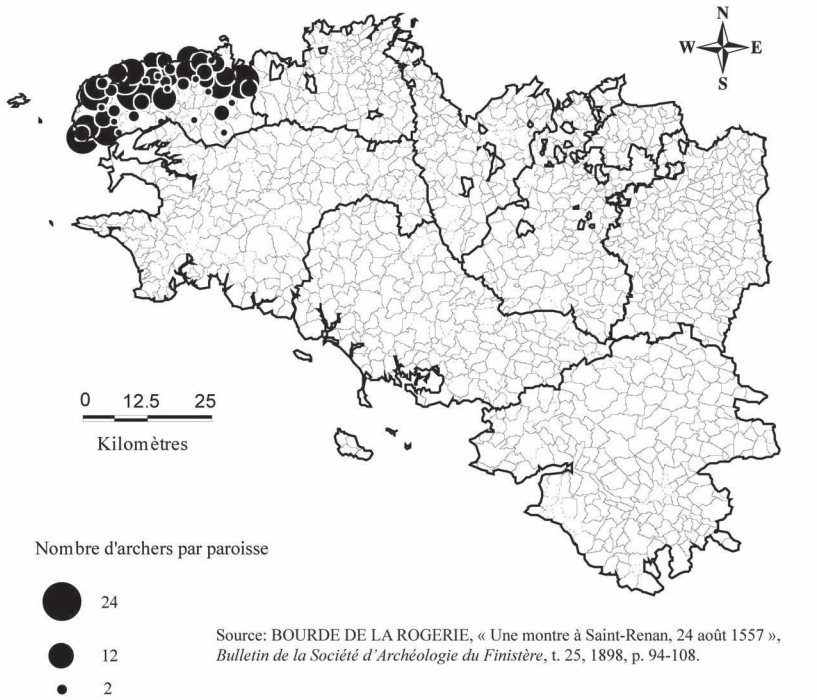 N
W E
S
0 12.5 25
Kilomètres
Nombre d'archers par paroisse
24
12
2
Source: BOURDE DE LA ROGERIE, « Une montre à Saint-Renan, 24 août 1557 »,
Bulletin de la Société d'Archéologie du Finistère, t. 25, 1898, p. 94-108.